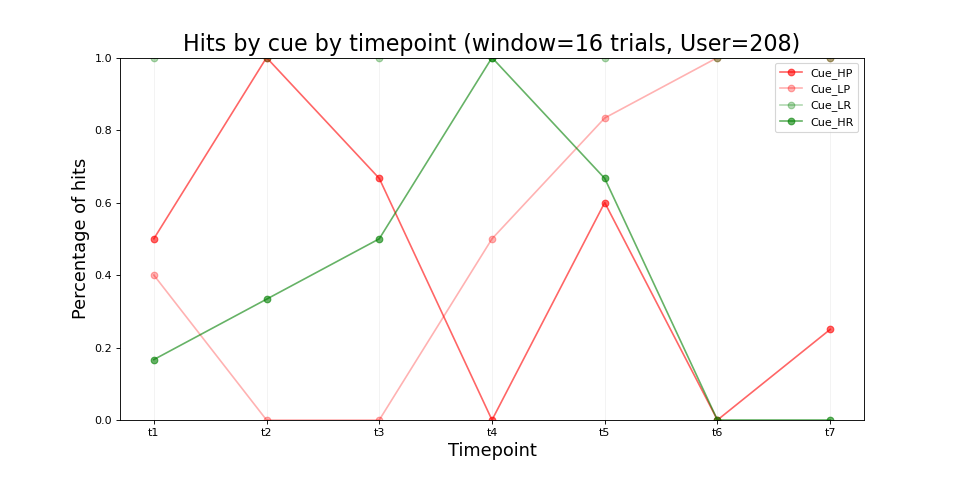 Hits by cue by timepoint (window=16 trials, User=208)
Percentage of hits
1.0
0.8
0.6
0.4
0.2
0.0
Cue_HP
Cue_LP
Cue_LR
Cue_HR
t1 t2 t3 t4 t5 t6 t7
Timepoint